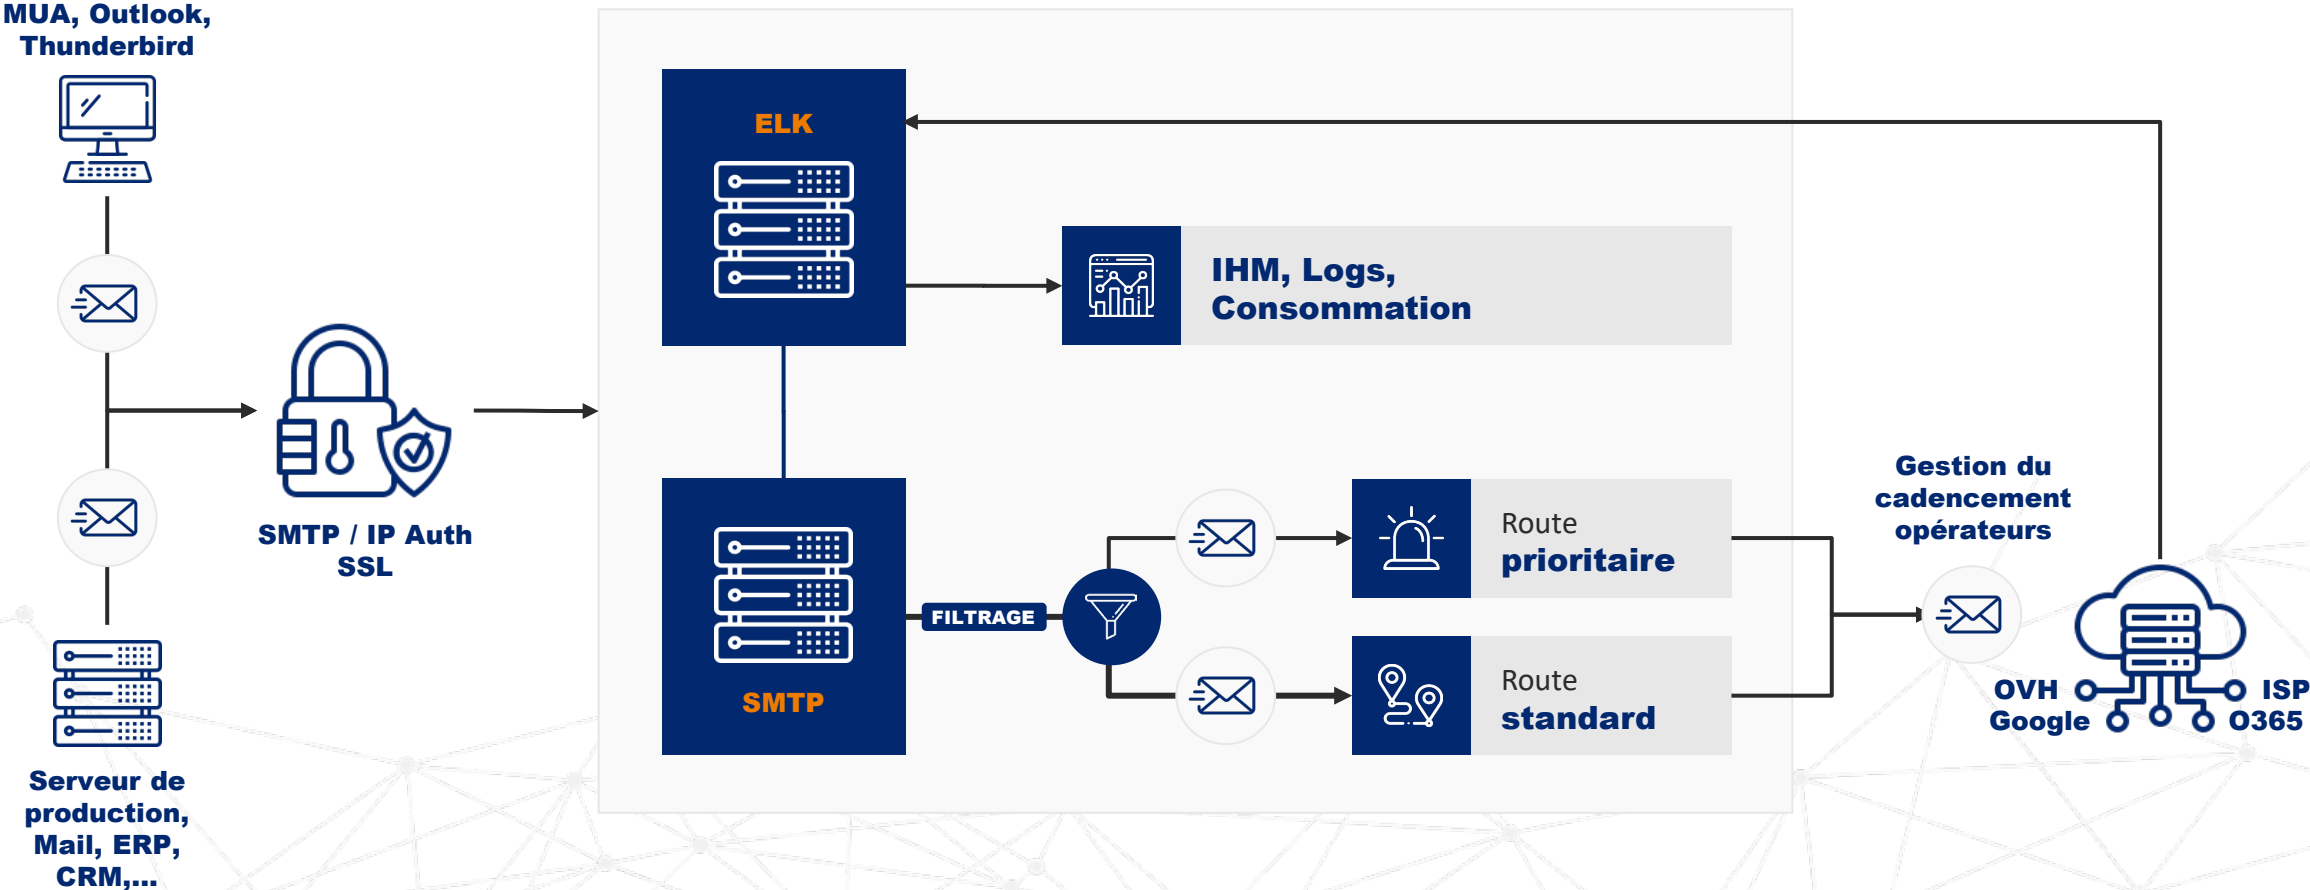 MUA, Outlook,
Thunderbird
ELK
IHM, Logs,
Consommation
SMTP / IP Auth
SSL
Gestion du
cadencement
opérateurs
Route
prioritaire
FILTRAGE
Route
standard
SMTP
OVH
ISP
Google
O365
Serveur de
production,
Mail, ERP,
CRM,...